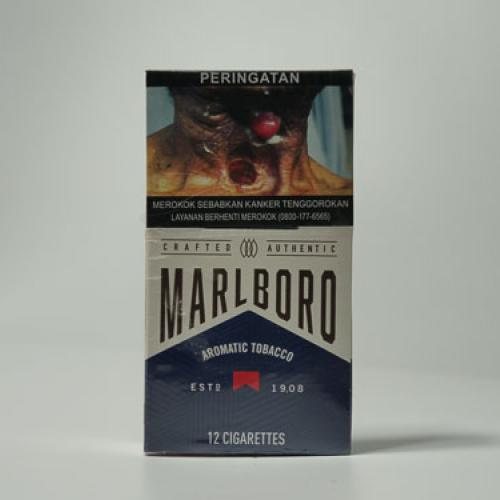 PERINGATAN
MEROKOK SEBABKAN KANKER TENGGOROKAN
LAYANAN BERHENTI MEROKOK (0800-177-6565)
CRAFTED AUTHENTIC
MARLBORO
AROMATIC TOBACCO
ESTD 1908
12 CIGARETTES